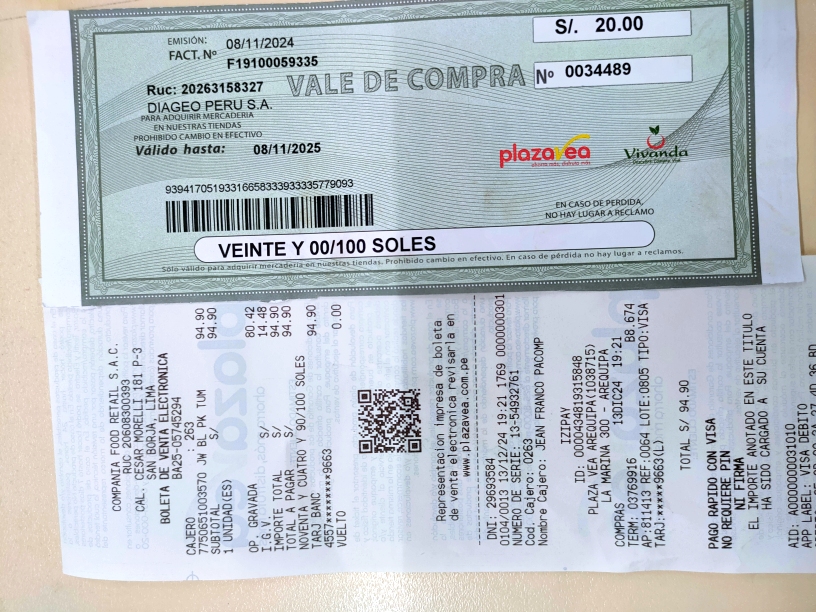 EMISIÓN: 08/11/2024
FACT. Nº F19100059335
S/. 20.00
VALE DE COMPRA
Nº 0034489
Ruc: 20263158327
DIAGEO PERU S.A.
PARA ADQUIRIR MERCADERIA
EN NUESTRAS TIENDAS
PROHIBIDO CAMBIO EN EFECTIVO
Válido hasta: 08/11/2025
plazavea
ahorra más, disfruta más
Vivanda
93941705193316658333933335779093
EN CASO DE PERDIDA,
NO HAY LUGAR A RECLAMO
VEINTE Y 00/100 SOLES
Sólo válido para adquirir mercadería en nuestras tiendas. Prohibido cambio en efectivo. En caso de pérdida no hay lugar a reclamos.
COMPANIA FOOD RETAIL S.A.C.
RUC 20608300393
CAL. CESAR MORELLI 181 P-3
SAN BORJA, LIMA
BOLETA DE VENTA ELECTRONICA
BA25-05745294
CAJERO : 263
7750651003570 JW BL PK TUM 94.90
SUBTOTAL S/ 94.90
1 UNIDAD(ES)
OP. GRAVADA S/ 80.42
I.G.V. 14.48
IMPORTE TOTAL S/ 94.90
TOTAL A PAGAR S/ 94.90
NOVENTA Y CUATRO Y 90/100 SOLES
TARJ BANC 94.90
4557********9663
VUELTO 0.00
Representacion impresa de boleta
de venta electronica revisarla en
www.plazavea.com.pe
DNI: 29693584
0104 0013 13/12/24 19:21 1769 0000000301
NUMERO DE SERIE: 13-54932761
Cod. Cajero: 0263
Nombre Cajero: JEAN FRANCO PACOMP
IZIPAY
ID: 000004348193158​48
PLAZA VEA AREQUIPA(1038715)
LA MARINA 300 - AREQUIPA
COMPRAS 13DIC24 19:21
TERM: 03769916 B8.674
AP:811413 REF:0064 LOTE:0805 TIPO:VISA
TARJ:*****9663(L)
TOTAL S/ 94.90
PAGO RAPIDO CON VISA
NO REQUIERE PIN
NI FIRMA
EL IMPORTE ANOTADO EN ESTE TITULO
HA SIDO CARGADO A SU CUENTA
AID: A0000000031010
APP LABEL: VISA DEBITO